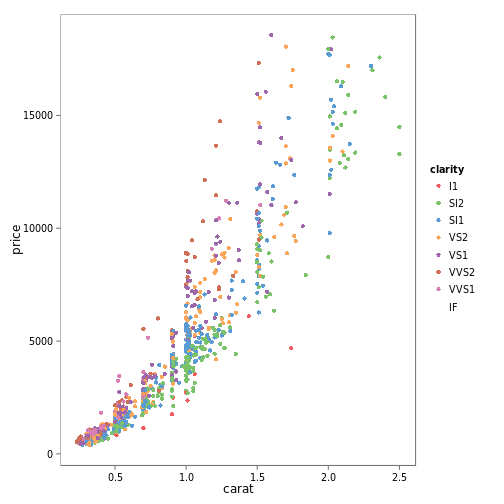 15000
10000
5000
0
price
0.5 1.0 1.5 2.0 2.5
carat
clarity
I1
SI2
SI1
VS2
VS1
VVS2
VVS1
IF